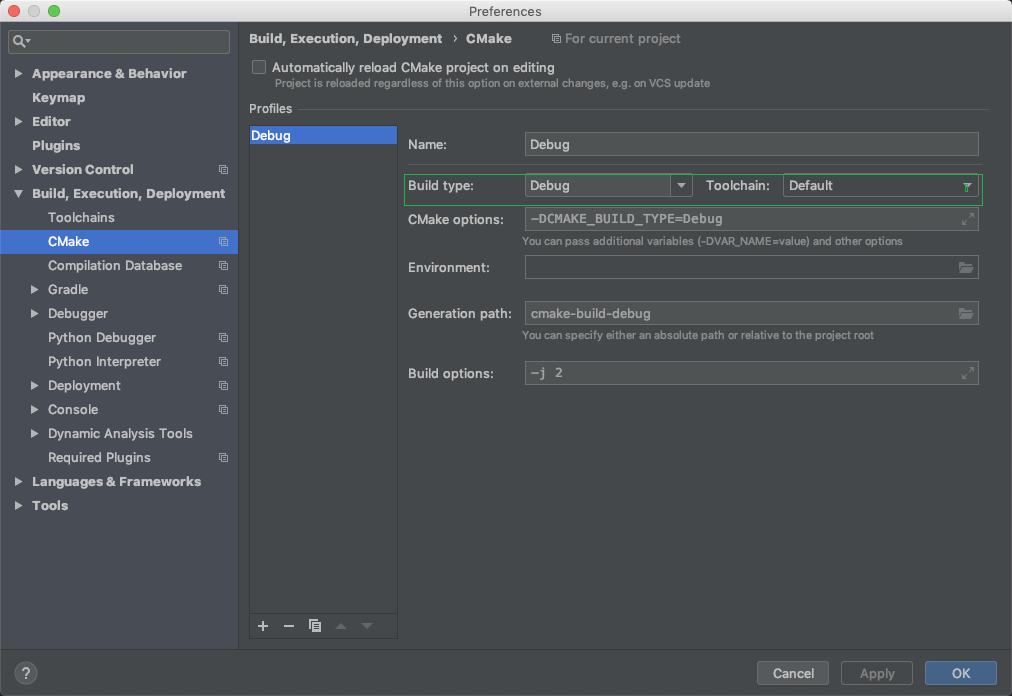 Preferences
Build, Execution, Deployment › CMake For current project
Automatically reload CMake project on editing
Project is reloaded regardless of this option on external changes, e.g. on VCS update
Appearance & Behavior
Keymap
Editor
Plugins
Version Control
Build, Execution, Deployment
Toolchains
CMake
Compilation Database
Gradle
Debugger
Python Debugger
Python Interpreter
Deployment
Console
Dynamic Analysis Tools
Required Plugins
Languages & Frameworks
Tools
Profiles
Debug
Name: Debug
Build type: Debug Toolchain: Default
CMake options: -DCMAKE_BUILD_TYPE=Debug
You can pass additional variables (-DVAR_NAME=value) and other options
Environment:
Generation path: cmake-build-debug
You can specify either an absolute path or relative to the project root
Build options: -j 2
? Cancel Apply OK